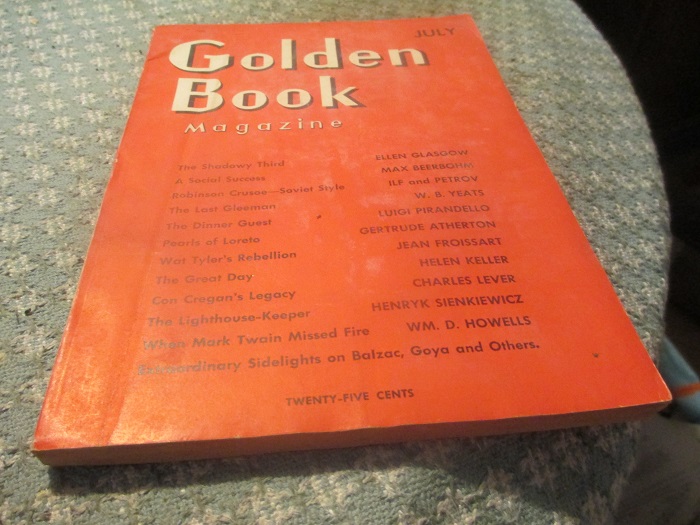 JULY
Golden
Book
Magazine
The Shadowy Third ELLEN GLASGOW
A Social Success MAX BEERBOHM
Robinson Crusoe—Soviet Style ILF and PETROV
The Last Gleeman W. B. YEATS
The Dinner Guest LUIGI PIRANDELLO
Pearls of Loreto GERTRUDE ATHERTON
Wat Tyler's Rebellion JEAN FROISSART
The Great Day HELEN KELLER
Con Cregan's Legacy CHARLES LEVER
The Lighthouse-Keeper HENRYK SIENKIEWICZ
When Mark Twain Missed Fire WM. D. HOWELLS
Extraordinary Sidelights on Balzac, Goya and Others.
TWENTY-FIVE CENTS